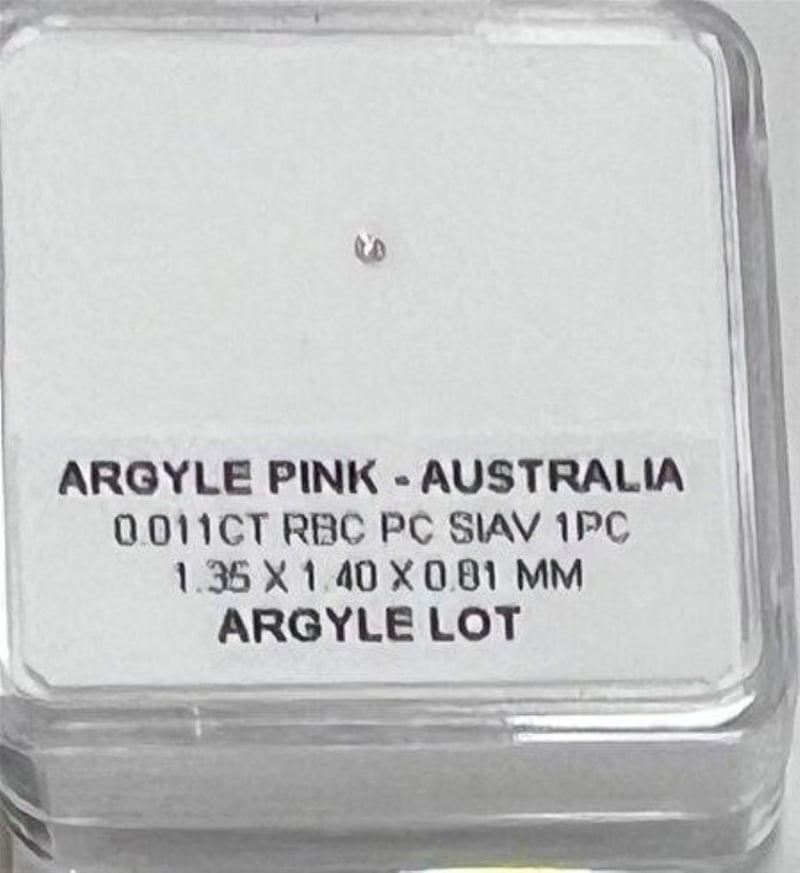 ARGYLE PINK - AUSTRALIA
0.011CT RBC PC SIAV 1PC
1.35 X 1.40 X 0.81 MM
ARGYLE LOT